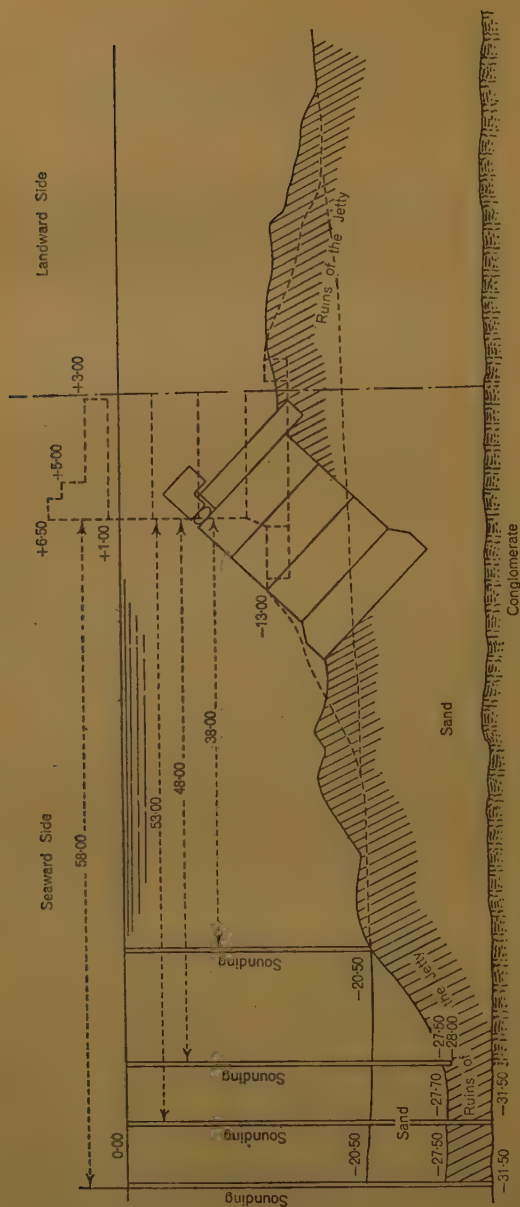 Seaward Side
Landward Side
+6·50
+5·00
+3·00
+1·00
58·00
53·00
48·00
38·00
0·00
-13·00
Sounding
Sounding
Sounding
Sounding
-20·50
-20·50
Sand
-27·50
-27·70
-27·50
-28·00
Ruins of the Jetty
Ruins of the Jetty
Sand
-31·50
-31·50
Conglomerate